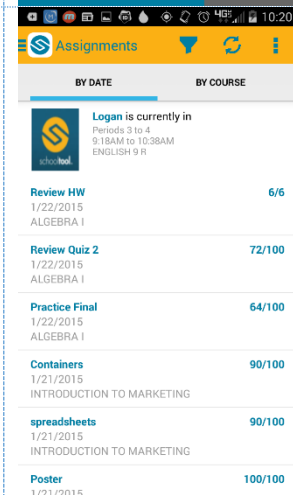 4G
10:20
Assignments
BY DATE
BY COURSE
schooltool.
Logan is currently in
Periods 3 to 4
9:18AM to 10:38AM
ENGLISH 9 R
Review HW 6/6
1/22/2015
ALGEBRA I
Review Quiz 2 72/100
1/22/2015
ALGEBRA I
Practice Final 64/100
1/22/2015
ALGEBRA I
Containers 90/100
1/21/2015
INTRODUCTION TO MARKETING
spreadsheets 90/100
1/21/2015
INTRODUCTION TO MARKETING
Poster 100/100
1/21/2015